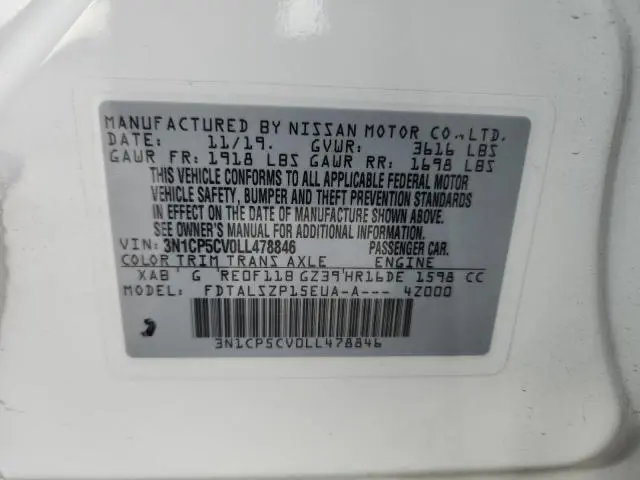 MANUFACTURED BY NISSAN MOTOR CO., LTD.
DATE: 11/19. GVWR: 3616 LBS
GAWR FR: 1918 LBS GAWR RR: 1698 LBS
THIS VEHICLE CONFORMS TO ALL APPLICABLE FEDERAL MOTOR
VEHICLE SAFETY, BUMPER AND THEFT PREVENTION STANDARDS
IN EFFECT ON THE DATE OF MANUFACTURE SHOWN ABOVE.
SEE OWNER'S MANUAL FOR ADDITIONAL INFORMATION.
VIN: 3N1CP5CV0LL478846 PASSENGER CAR.
COLOR TRIM TRANS AXLE ENGINE
XAB G RE0F11B GZ39 HR16DE 1598 CC
MODEL: FDTALSZP15EUA-A--- 4Z000
3N1CP5CV0LL478846